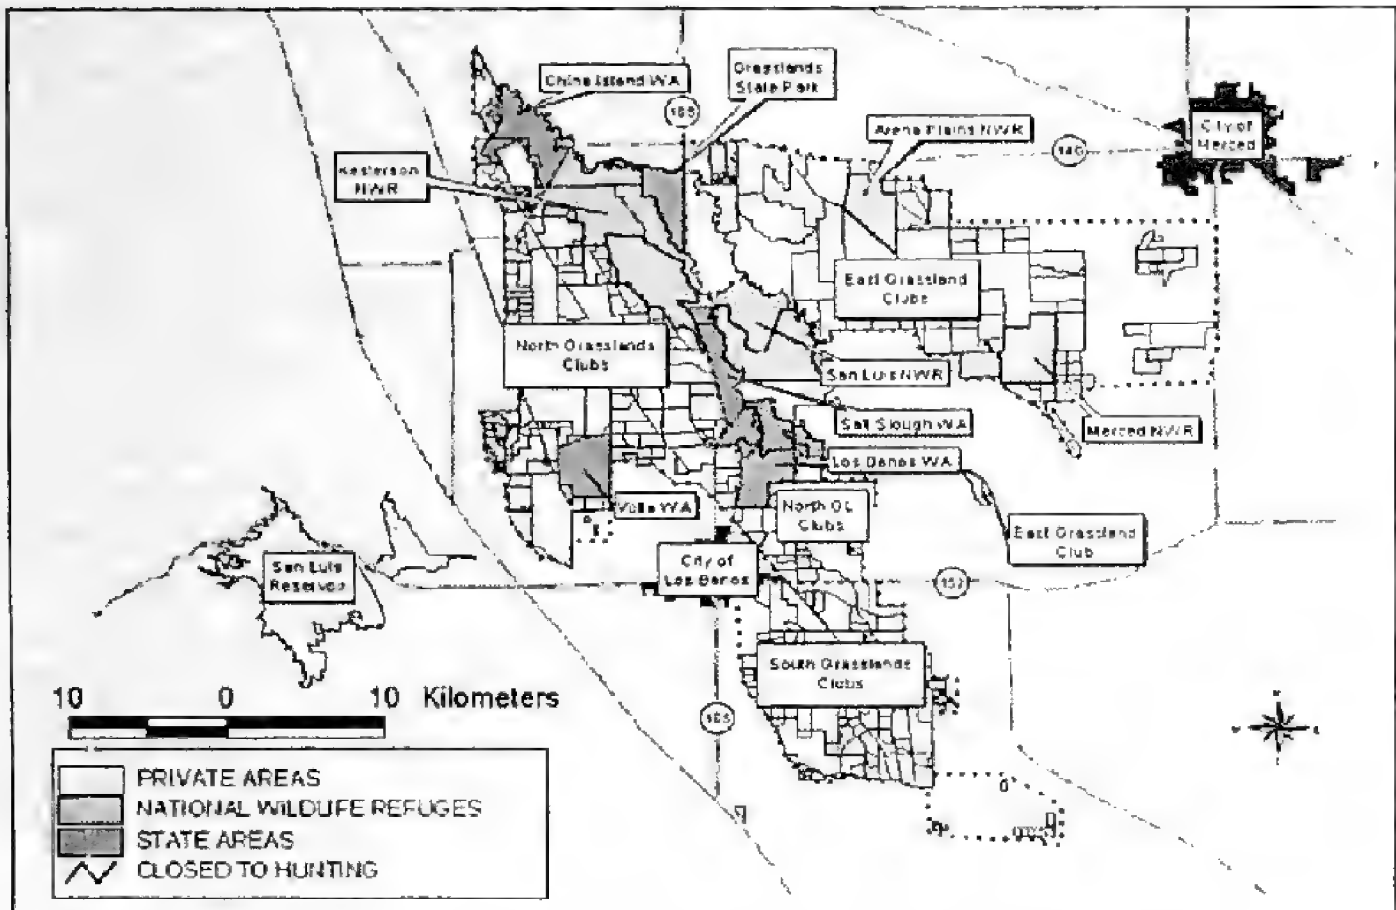 China Island WA
Grasslands
State Park
165
Arena Plains NWR
140
City of
Merced
Kesterson
NWR
East Grassland
Clubs
North Grasslands
Clubs
San Luis NWR
Salt Slough WA
Merced NWR
Los Banos WA
Volta WA
North GL
Clubs
East Grassland
Club
City of
Los Banos
152
San Luis
Reservoir
South Grasslands
Clubs
165
10 0 10 Kilometers
PRIVATE AREAS
NATIONAL WILDLIFE REFUGES
STATE AREAS
CLOSED TO HUNTING